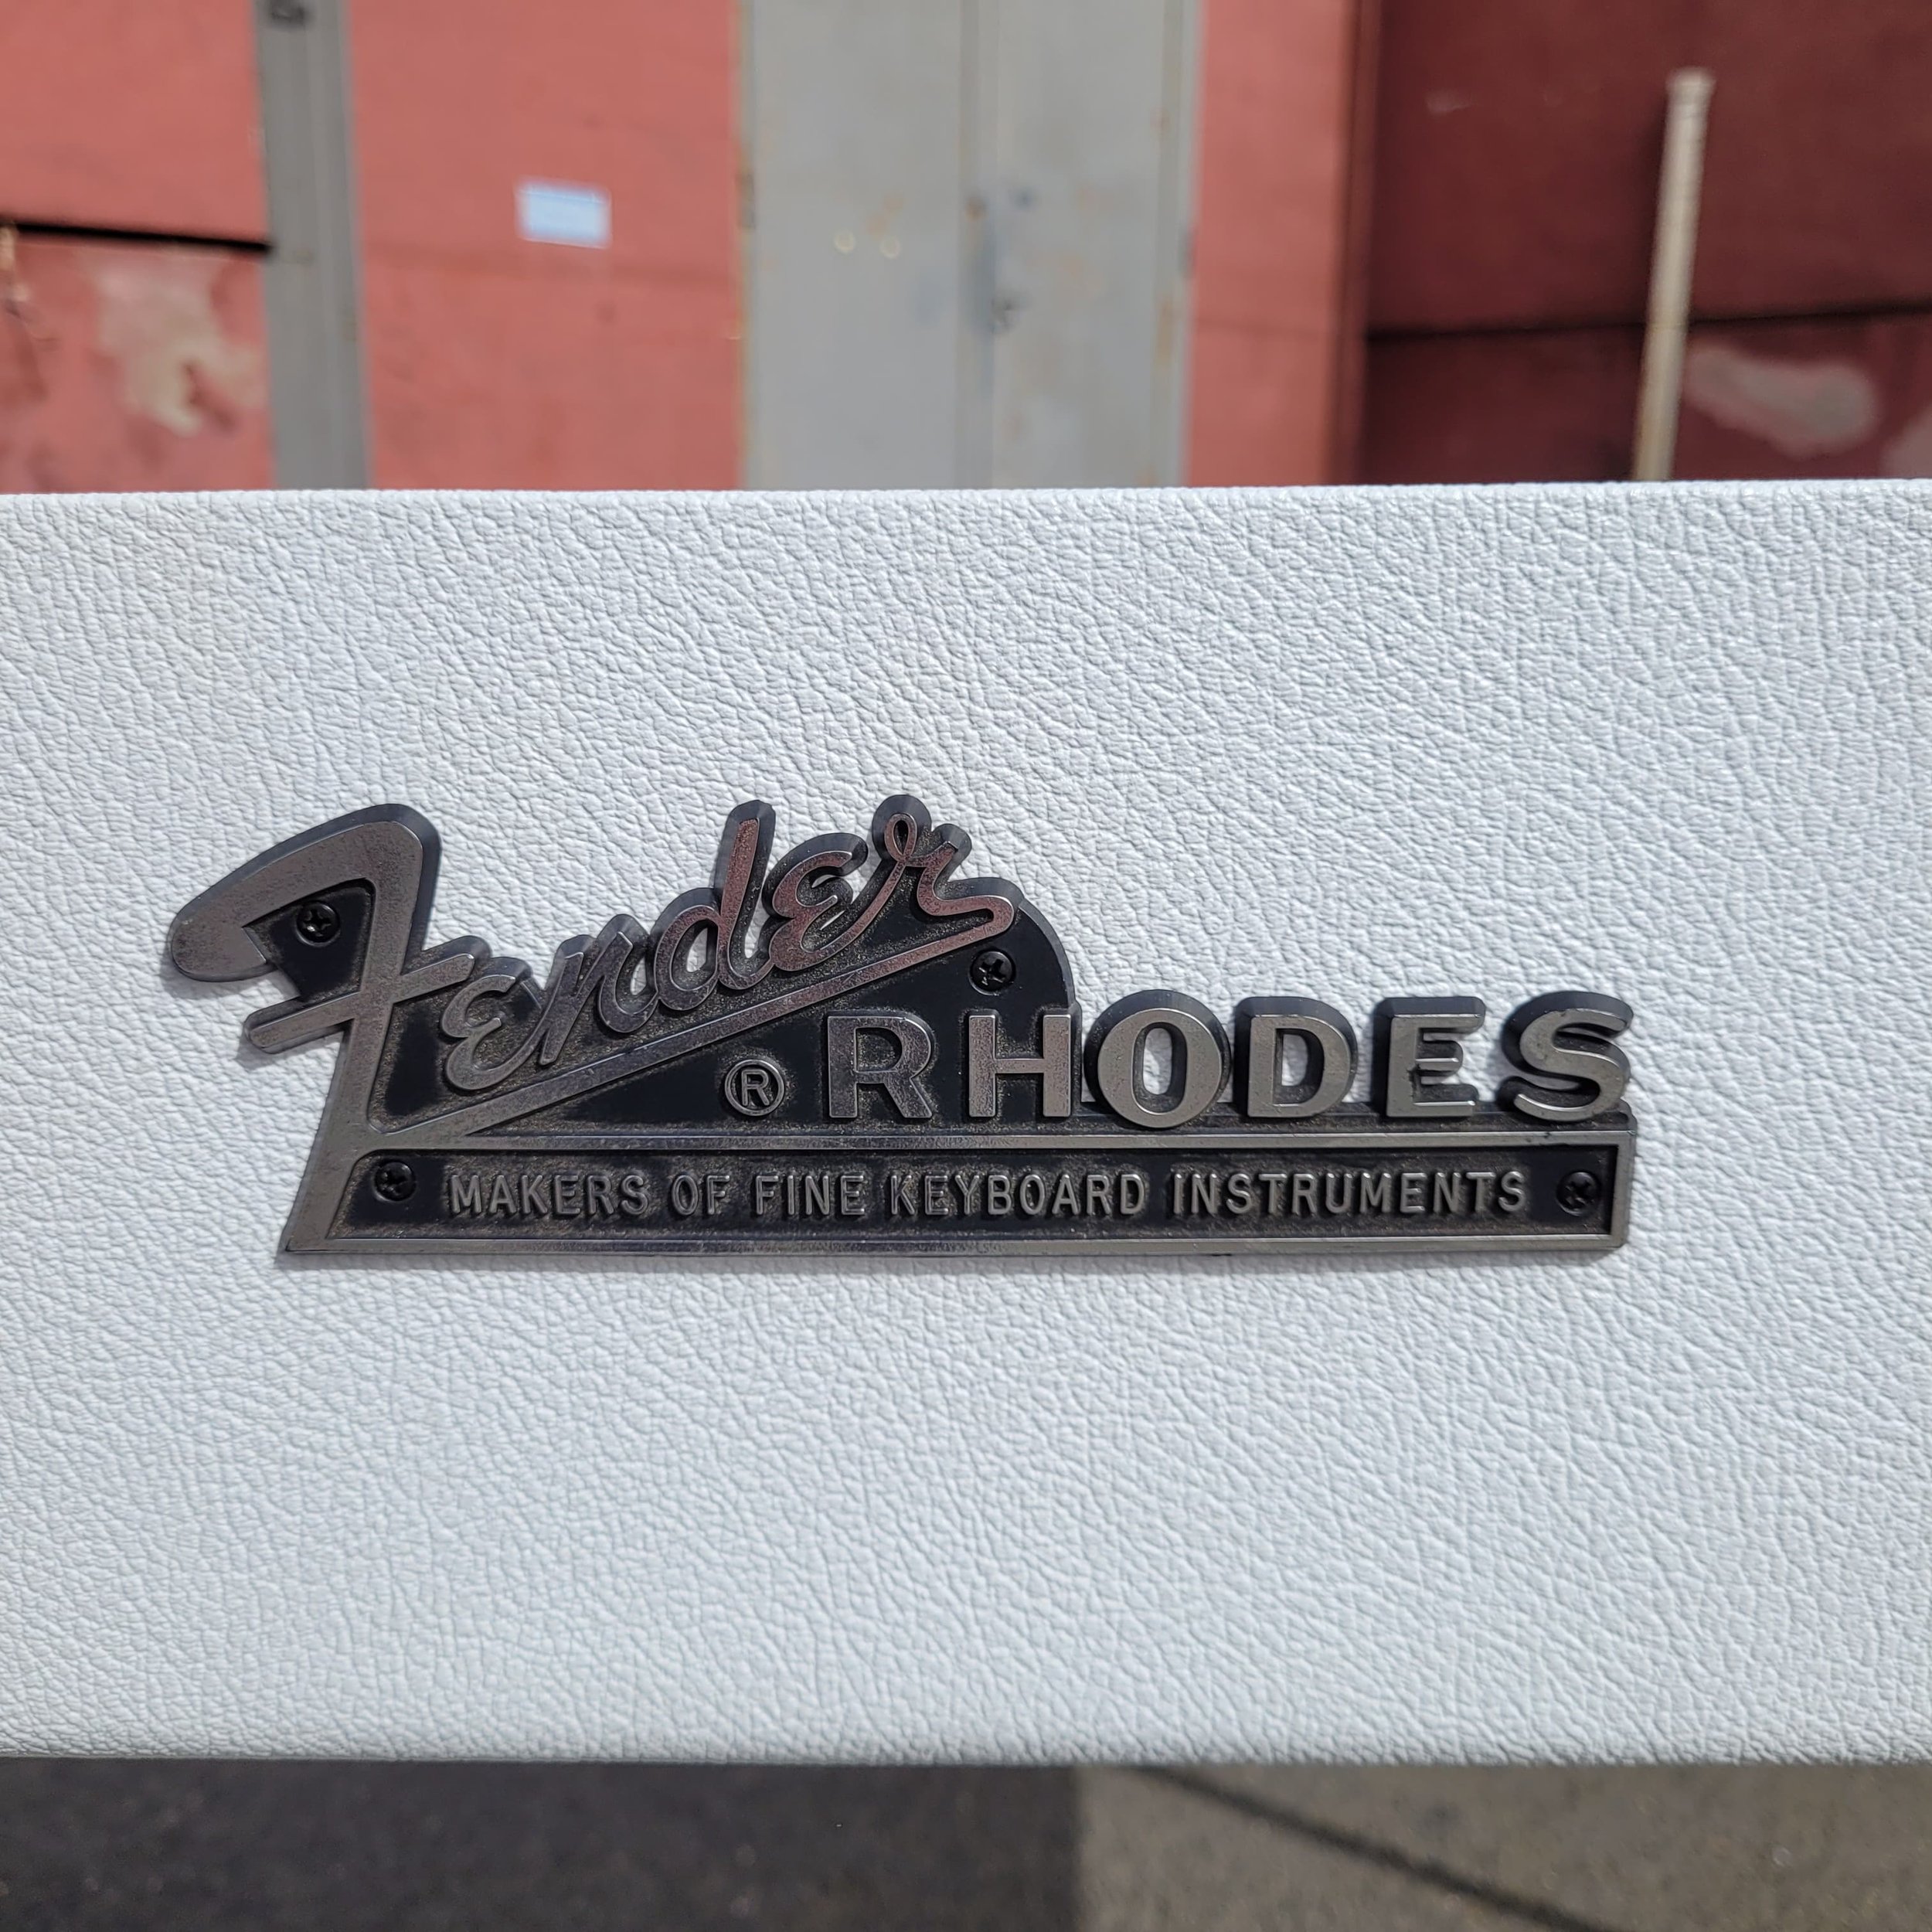 Fender
® RHODES
MAKERS OF FINE KEYBOARD INSTRUMENTS